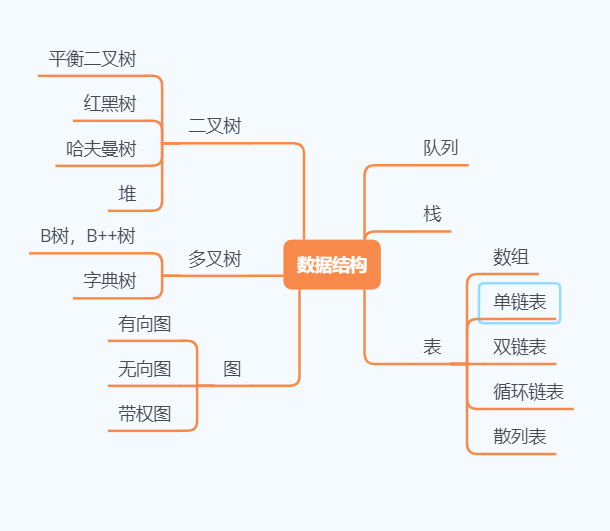 数据结构
二叉树
平衡二叉树
红黑树
哈夫曼树
堆
多叉树
B树，B++树
字典树
图
有向图
无向图
带权图
队列
栈
表
数组
单链表
双链表
循环链表
散列表